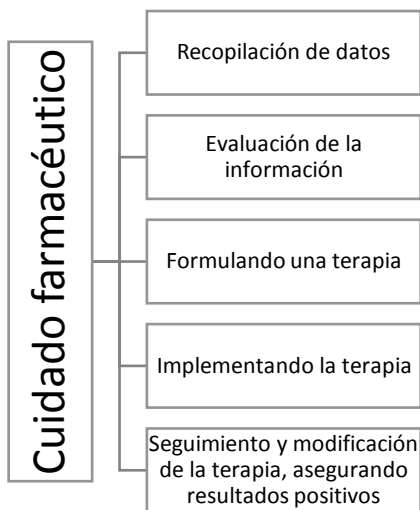 Cuidado farmacéutico
Recopilación de datos
Evaluación de la
información
Formulando una terapia
Implementando la terapia
Seguimiento y modificación
de la terapia, asegurando
resultados positivos